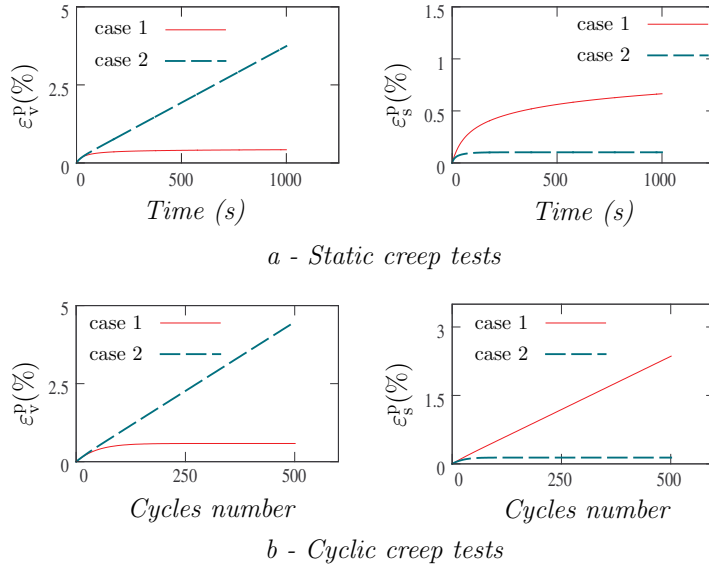 5
2.5
0
ε_v^p(%)
case 1
case 2
0
500
1000
Time (s)
1.5
1
0.5
0
ε_s^p(%)
case 1
case 2
0
500
1000
Time (s)
a - Static creep tests
5
2.5
0
ε_v^p(%)
case 1
case 2
0
250
500
Cycles number
3
1.5
0
ε_s^p(%)
case 1
case 2
0
250
500
Cycles number
b - Cyclic creep tests